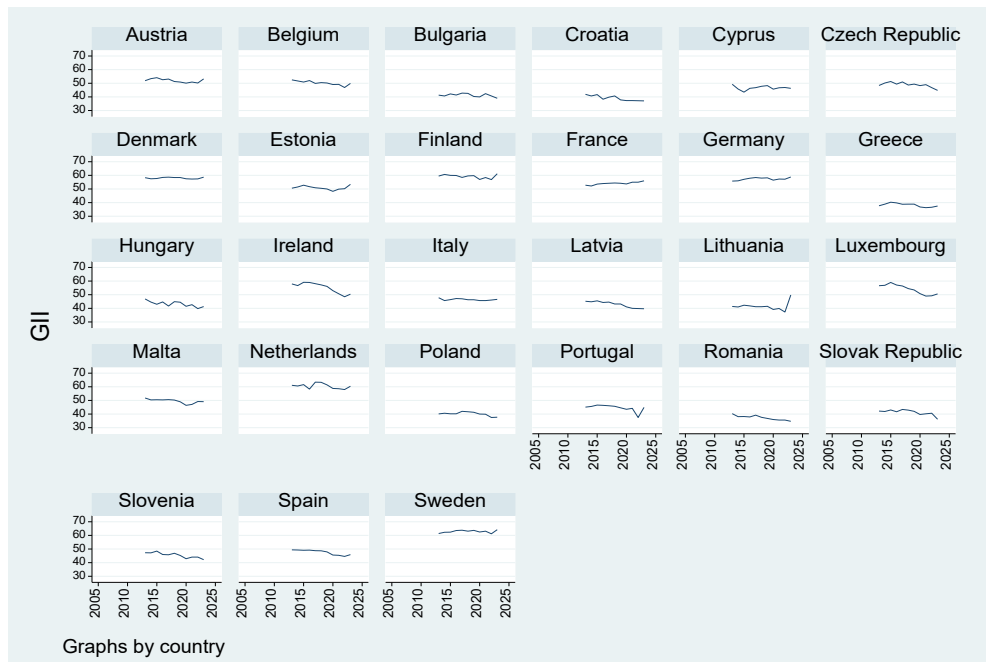 GII
Austria Belgium Bulgaria Croatia Cyprus Czech Republic
70
60
50
40
30
Denmark Estonia Finland France Germany Greece
70
60
50
40
30
Hungary Ireland Italy Latvia Lithuania Luxembourg
70
60
50
40
30
Malta Netherlands Poland Portugal Romania Slovak Republic
70
60
50
40
30
2005 2010 2015 2020 2025 2005 2010 2015 2020 2025 2005 2010 2015 2020 2025
Slovenia Spain Sweden
70
60
50
40
30
2005 2010 2015 2020 2025 2005 2010 2015 2020 2025 2005 2010 2015 2020 2025
Graphs by country